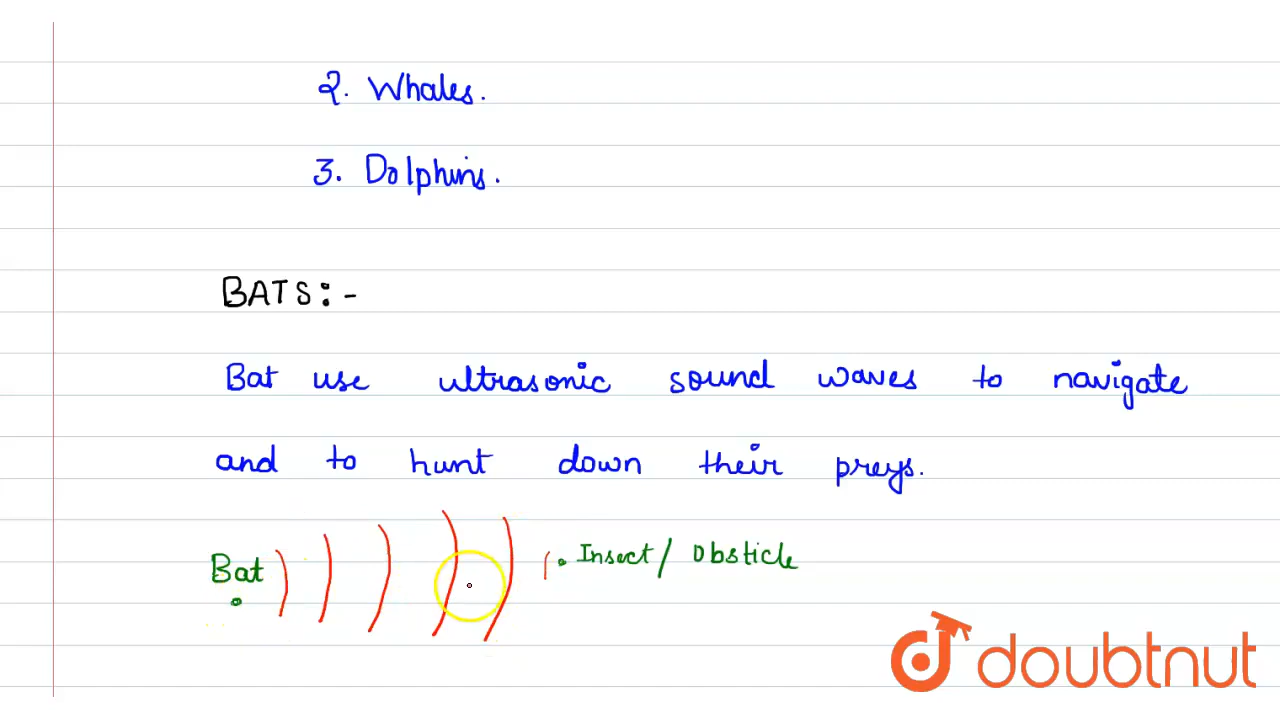 2. Whales.
3. Dolphins.
BATS:-
Bat use ultrasonic sound waves to navigate
and to hunt down their preys.
Bat
Insect/ Obsticle
doubtnut